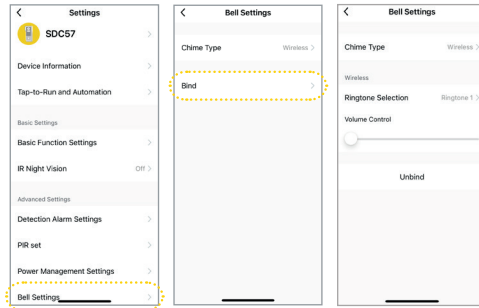 Settings
SDC57
Device Information
Tap-to-Run and Automation
Basic Settings
Basic Function Settings
IR Night Vision Off
Advanced Settings
Detection Alarm Settings
PIR set
Power Management Settings
Bell Settings
Bell Settings
Chime Type Wireless
Bind
Bell Settings
Chime Type Wireless
Wireless
Ringtone Selection Ringtone 1
Volume Control
Unbind